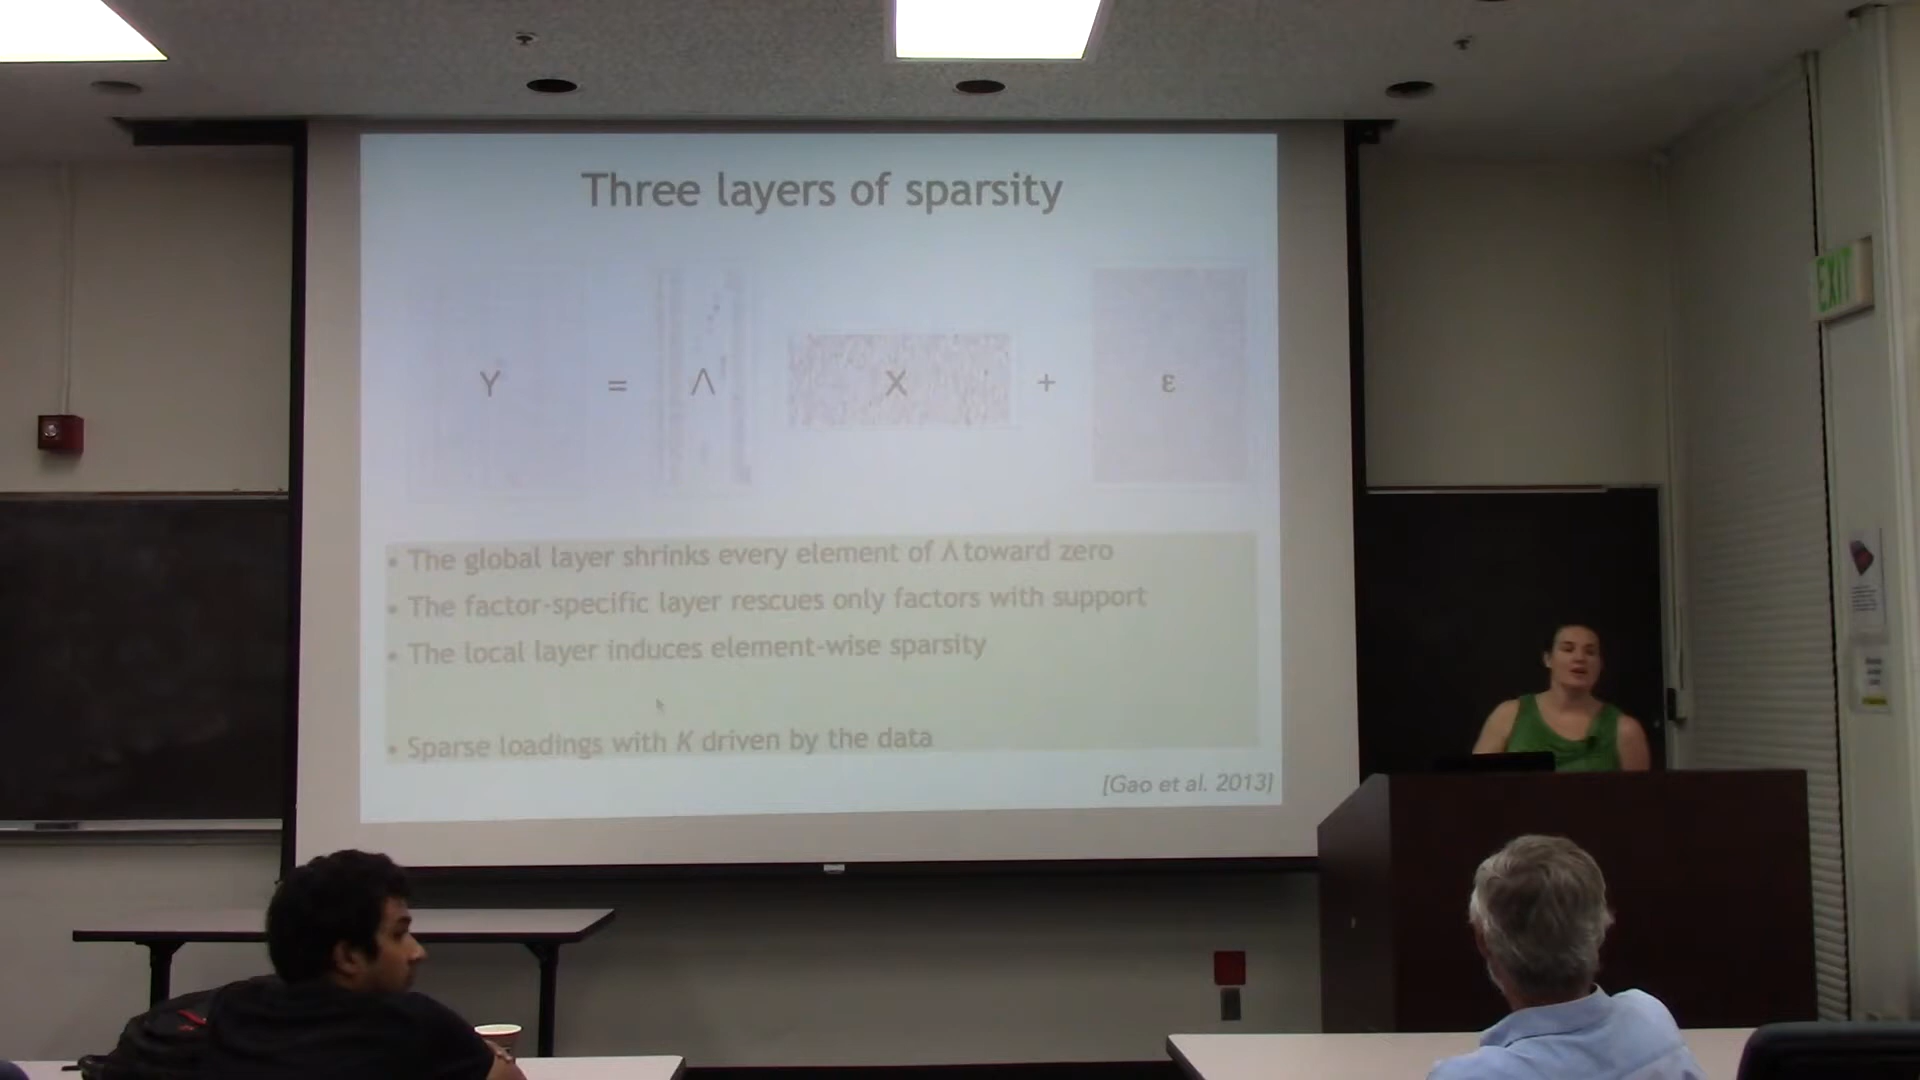 Three layers of sparsity
Y = Λ X + ε
• The global layer shrinks every element of Λ toward zero
• The factor-specific layer rescues only factors with support
• The local layer induces element-wise sparsity
• Sparse loadings with K driven by the data
[Gao et al. 2013]
EXIT